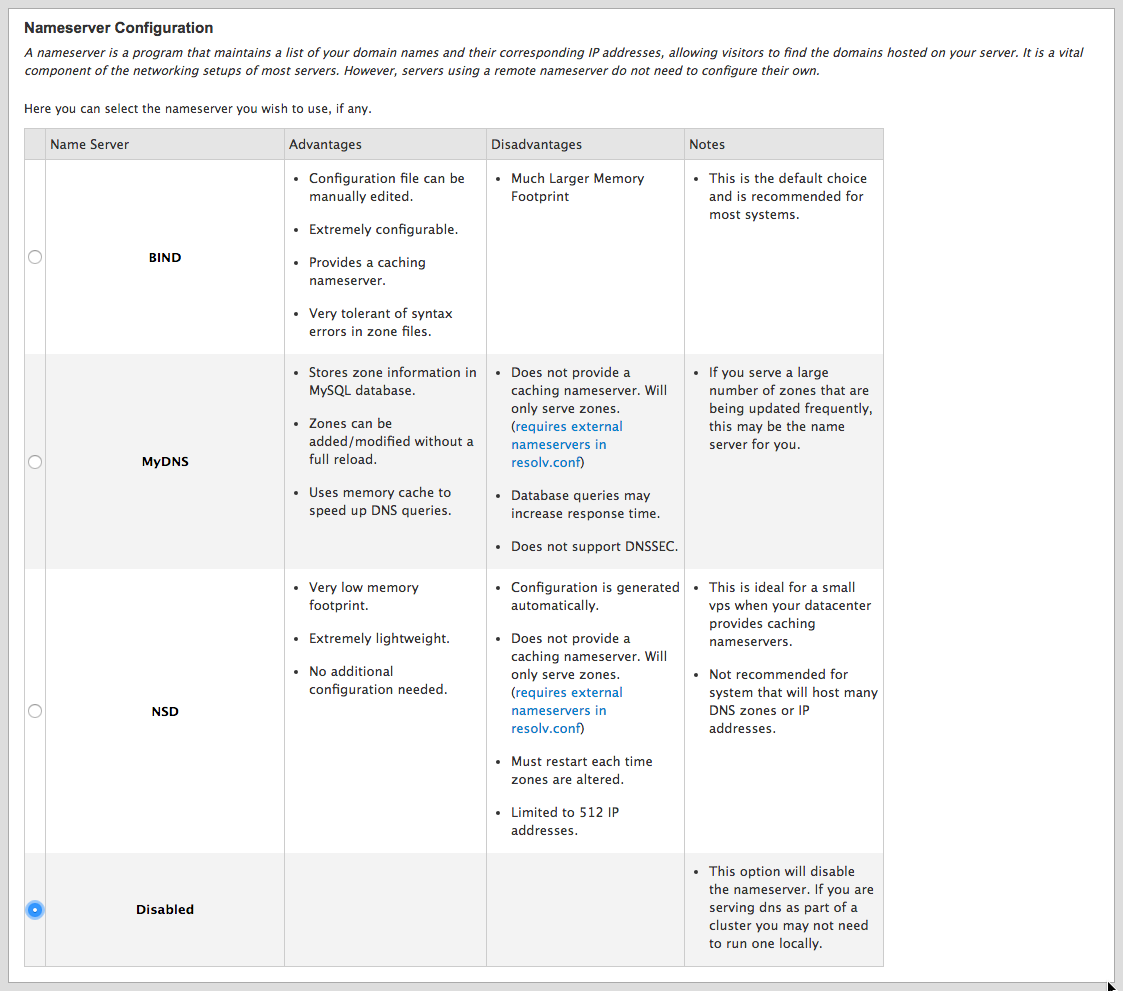 Nameserver Configuration
A nameserver is a program that maintains a list of your domain names and their corresponding IP addresses, allowing visitors to find the domains hosted on your server. It is a vital
component of the networking setups of most servers. However, servers using a remote nameserver do not need to configure their own.
Here you can select the nameserver you wish to use, if any.
Name Server
Advantages
Disadvantages
Notes
BIND
• Configuration file can be
manually edited.
• Extremely configurable.
• Provides a caching
nameserver.
• Very tolerant of syntax
errors in zone files.
• Much Larger Memory
Footprint
• This is the default choice
and is recommended for
most systems.
MyDNS
• Stores zone information in
MySQL database.
• Zones can be
added/modified without a
full reload.
• Uses memory cache to
speed up DNS queries.
• Does not provide a
caching nameserver. Will
only serve zones.
(requires external
nameservers in
resolv.conf)
• Database queries may
increase response time.
• Does not support DNSSEC.
• If you serve a large
number of zones that are
being updated frequently,
this may be the name
server for you.
NSD
• Very low memory
footprint.
• Extremely lightweight.
• No additional
configuration needed.
• Configuration is generated
automatically.
• Does not provide a
caching nameserver. Will
only serve zones.
(requires external
nameservers in
resolv.conf)
• Must restart each time
zones are altered.
• Limited to 512 IP
addresses.
• This is ideal for a small
vps when your datacenter
provides caching
nameservers.
• Not recommended for
system that will host many
DNS zones or IP
addresses.
Disabled
• This option will disable
the nameserver. If you are
serving dns as part of a
cluster you may not need
to run one locally.